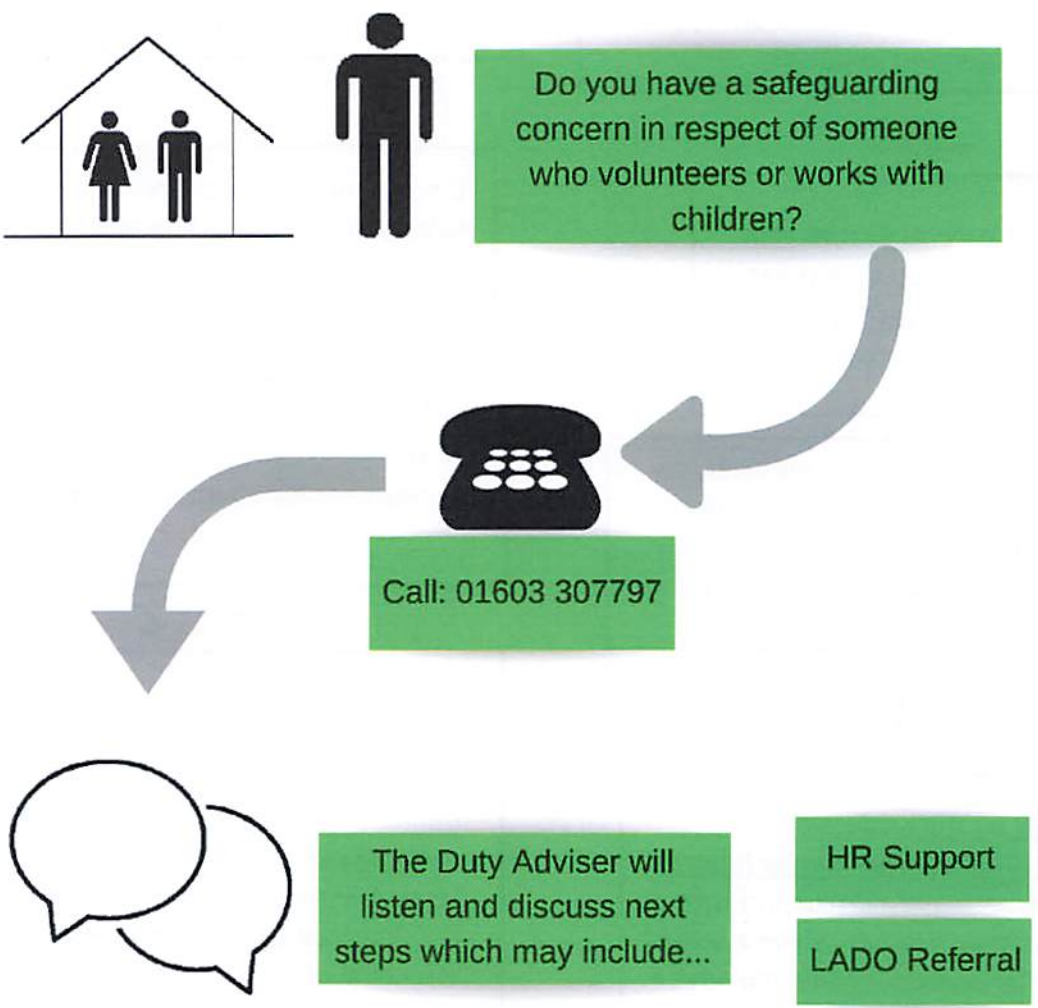 Do you have a safeguarding
concern in respect of someone
who volunteers or works with
children?
Call: 01603 307797
The Duty Adviser will
listen and discuss next
steps which may include...
HR Support
LADO Referral